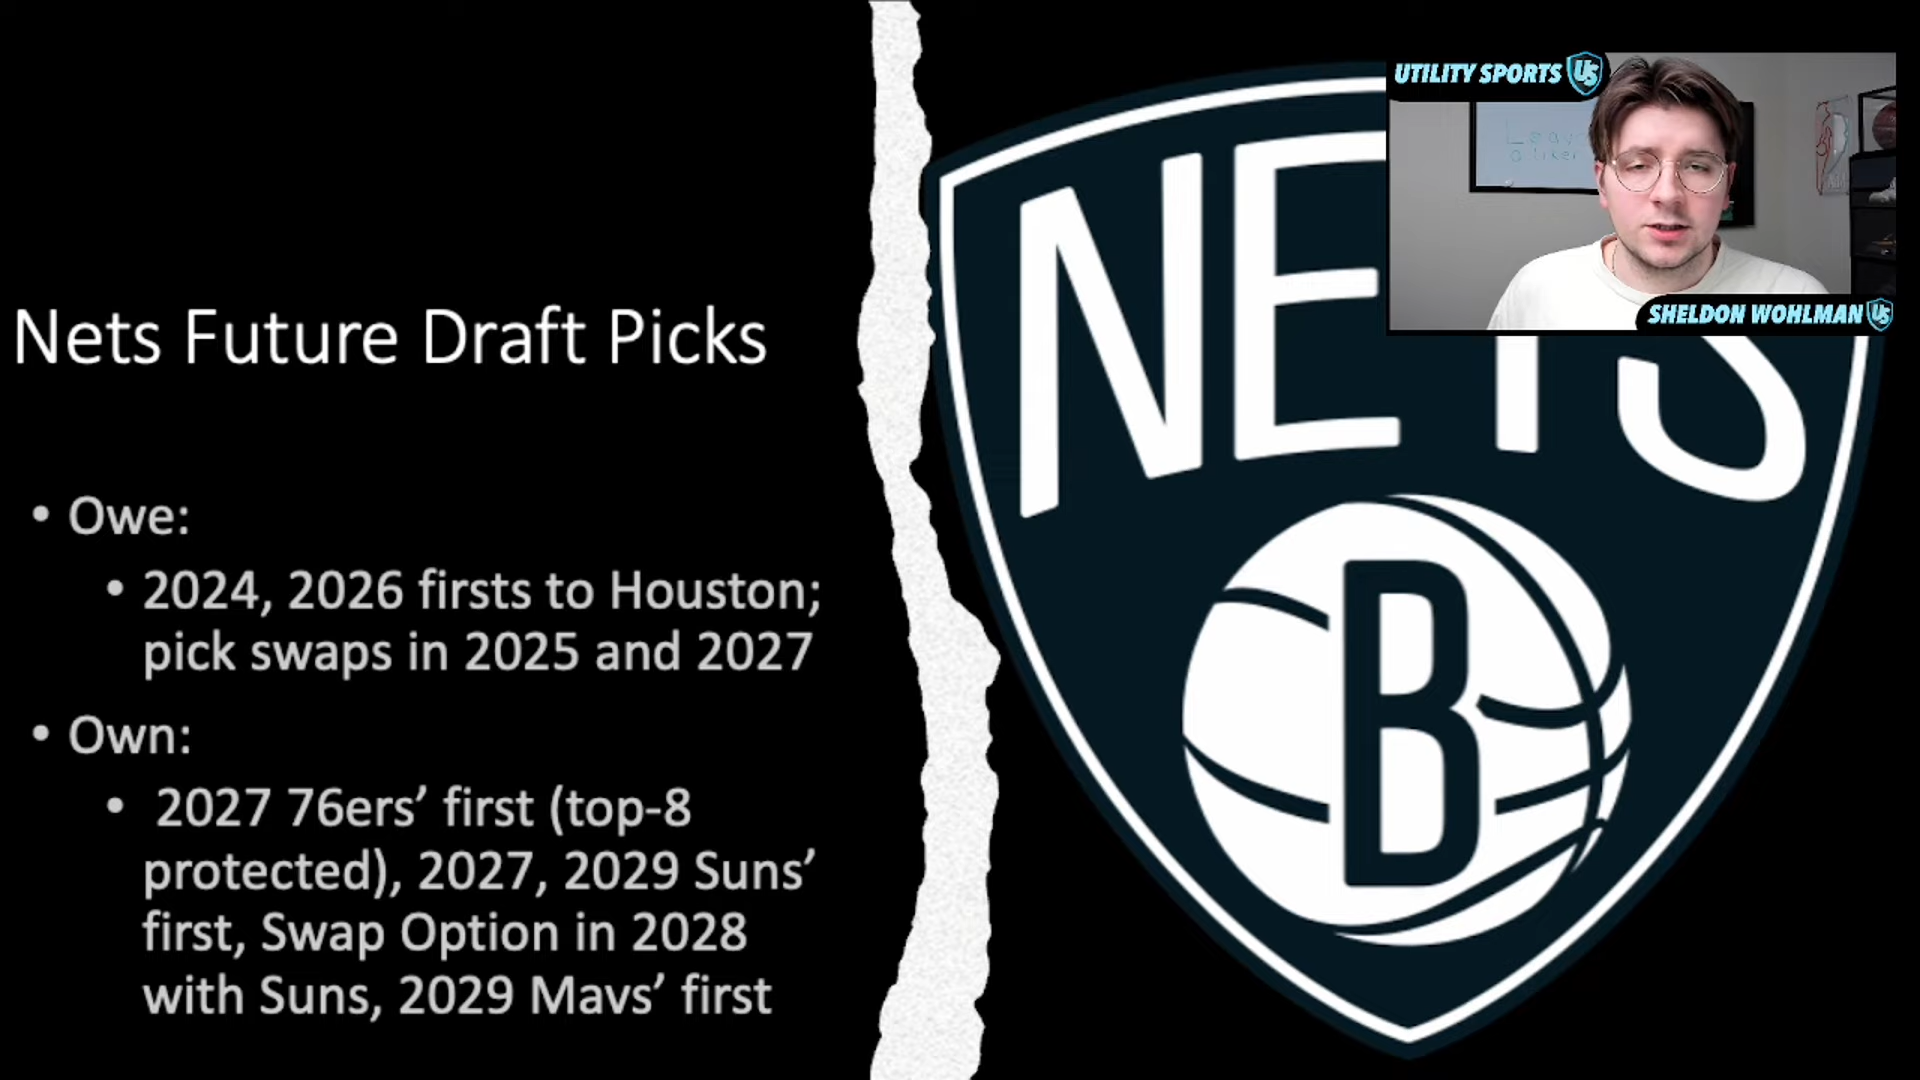 UTILITY SPORTS US
SHELDON WOHLMAN US
Nets Future Draft Picks
• Owe:
• 2024, 2026 firsts to Houston;
pick swaps in 2025 and 2027
• Own:
• 2027 76ers’ first (top-8
protected), 2027, 2029 Suns’
first, Swap Option in 2028
with Suns, 2029 Mavs’ first
NETS
B